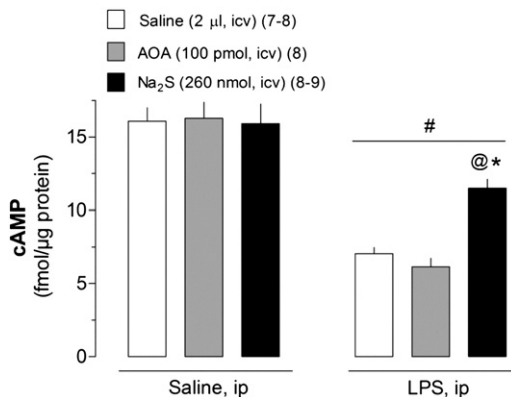 Saline (2 µl, icv) (7-8)
AOA (100 pmol, icv) (8)
Na₂S (260 nmol, icv) (8-9)
cAMP
(fmol/µg protein)
15
10
5
0
#
@*
Saline, ip
LPS, ip